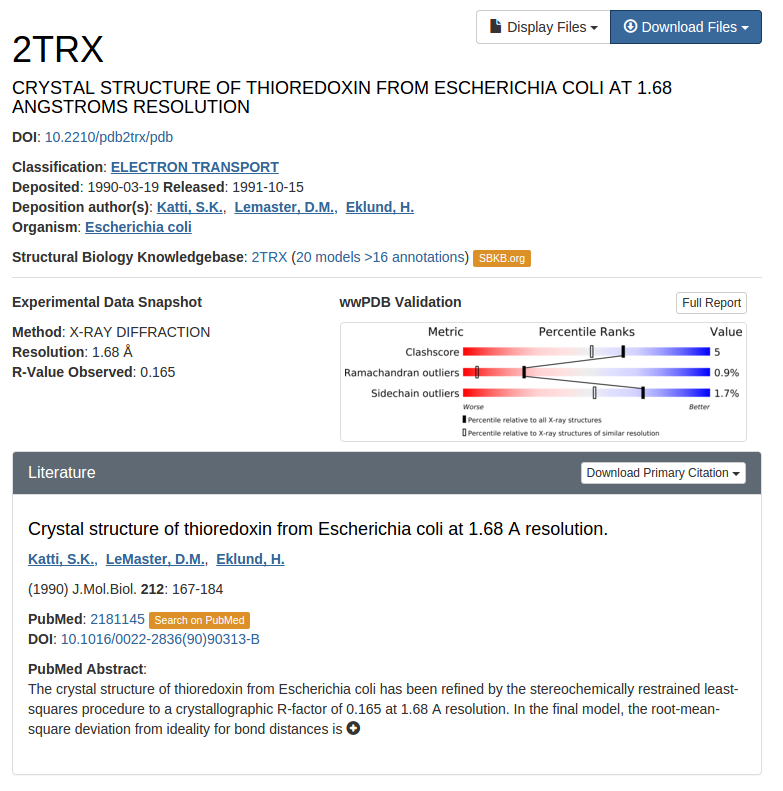 Display Files
Download Files
2TRX
CRYSTAL STRUCTURE OF THIOREDOXIN FROM ESCHERICHIA COLI AT 1.68
ANGSTROMS RESOLUTION
DOI: 10.2210/pdb2trx/pdb
Classification: ELECTRON TRANSPORT
Deposited: 1990-03-19 Released: 1991-10-15
Deposition author(s): Katti, S.K., Lemaster, D.M., Eklund, H.
Organism: Escherichia coli
Structural Biology Knowledgebase: 2TRX (20 models >16 annotations) SBKB.org
Experimental Data Snapshot
Method: X-RAY DIFFRACTION
Resolution: 1.68 Å
R-Value Observed: 0.165
wwPDB Validation
Full Report
Metric Percentile Ranks Value
Clashscore 5
Ramachandran outliers 0.9%
Sidechain outliers 1.7%
Worse Better
Percentile relative to all X-ray structures
Percentile relative to X-ray structures of similar resolution
Literature
Download Primary Citation
Crystal structure of thioredoxin from Escherichia coli at 1.68 A resolution.
Katti, S.K., LeMaster, D.M., Eklund, H.
(1990) J.Mol.Biol. 212: 167-184
PubMed: 2181145 Search on PubMed
DOI: 10.1016/0022-2836(90)90313-B
PubMed Abstract:
The crystal structure of thioredoxin from Escherichia coli has been refined by the stereochemically restrained least-
squares procedure to a crystallographic R-factor of 0.165 at 1.68 A resolution. In the final model, the root-mean-
square deviation from ideality for bond distances is